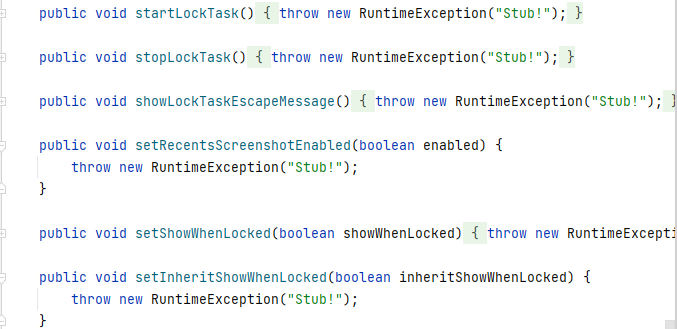 public void startLockTask() { throw new RuntimeException("Stub!"); }
public void stopLockTask() { throw new RuntimeException("Stub!"); }
public void showLockTaskEscapeMessage() { throw new RuntimeException("Stub!"); }
public void setRecentsScreenshotEnabled(boolean enabled) {
throw new RuntimeException("Stub!");
}
public void setShowWhenLocked(boolean showWhenLocked) { throw new RuntimeExcepti
public void setInheritShowWhenLocked(boolean inheritShowWhenLocked) {
throw new RuntimeException("Stub!");
}